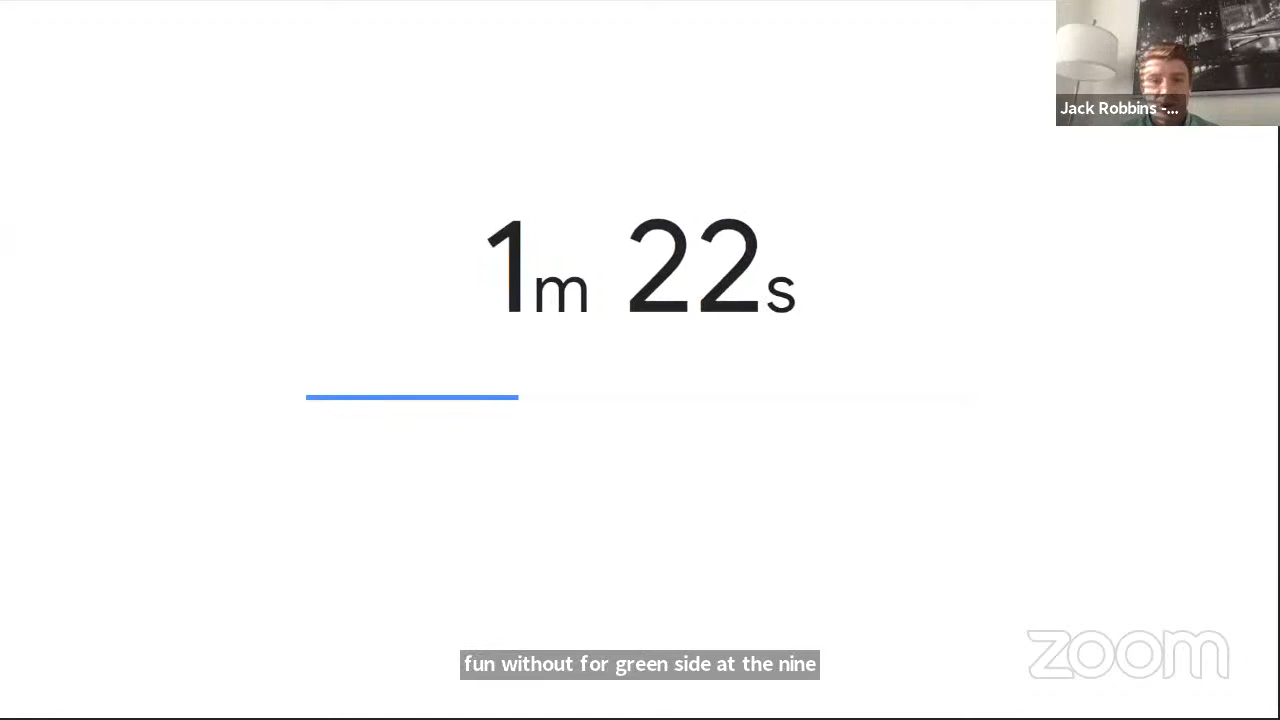 Jack Robbins -...
1m 22s
fun without for green side at the nine
zoom